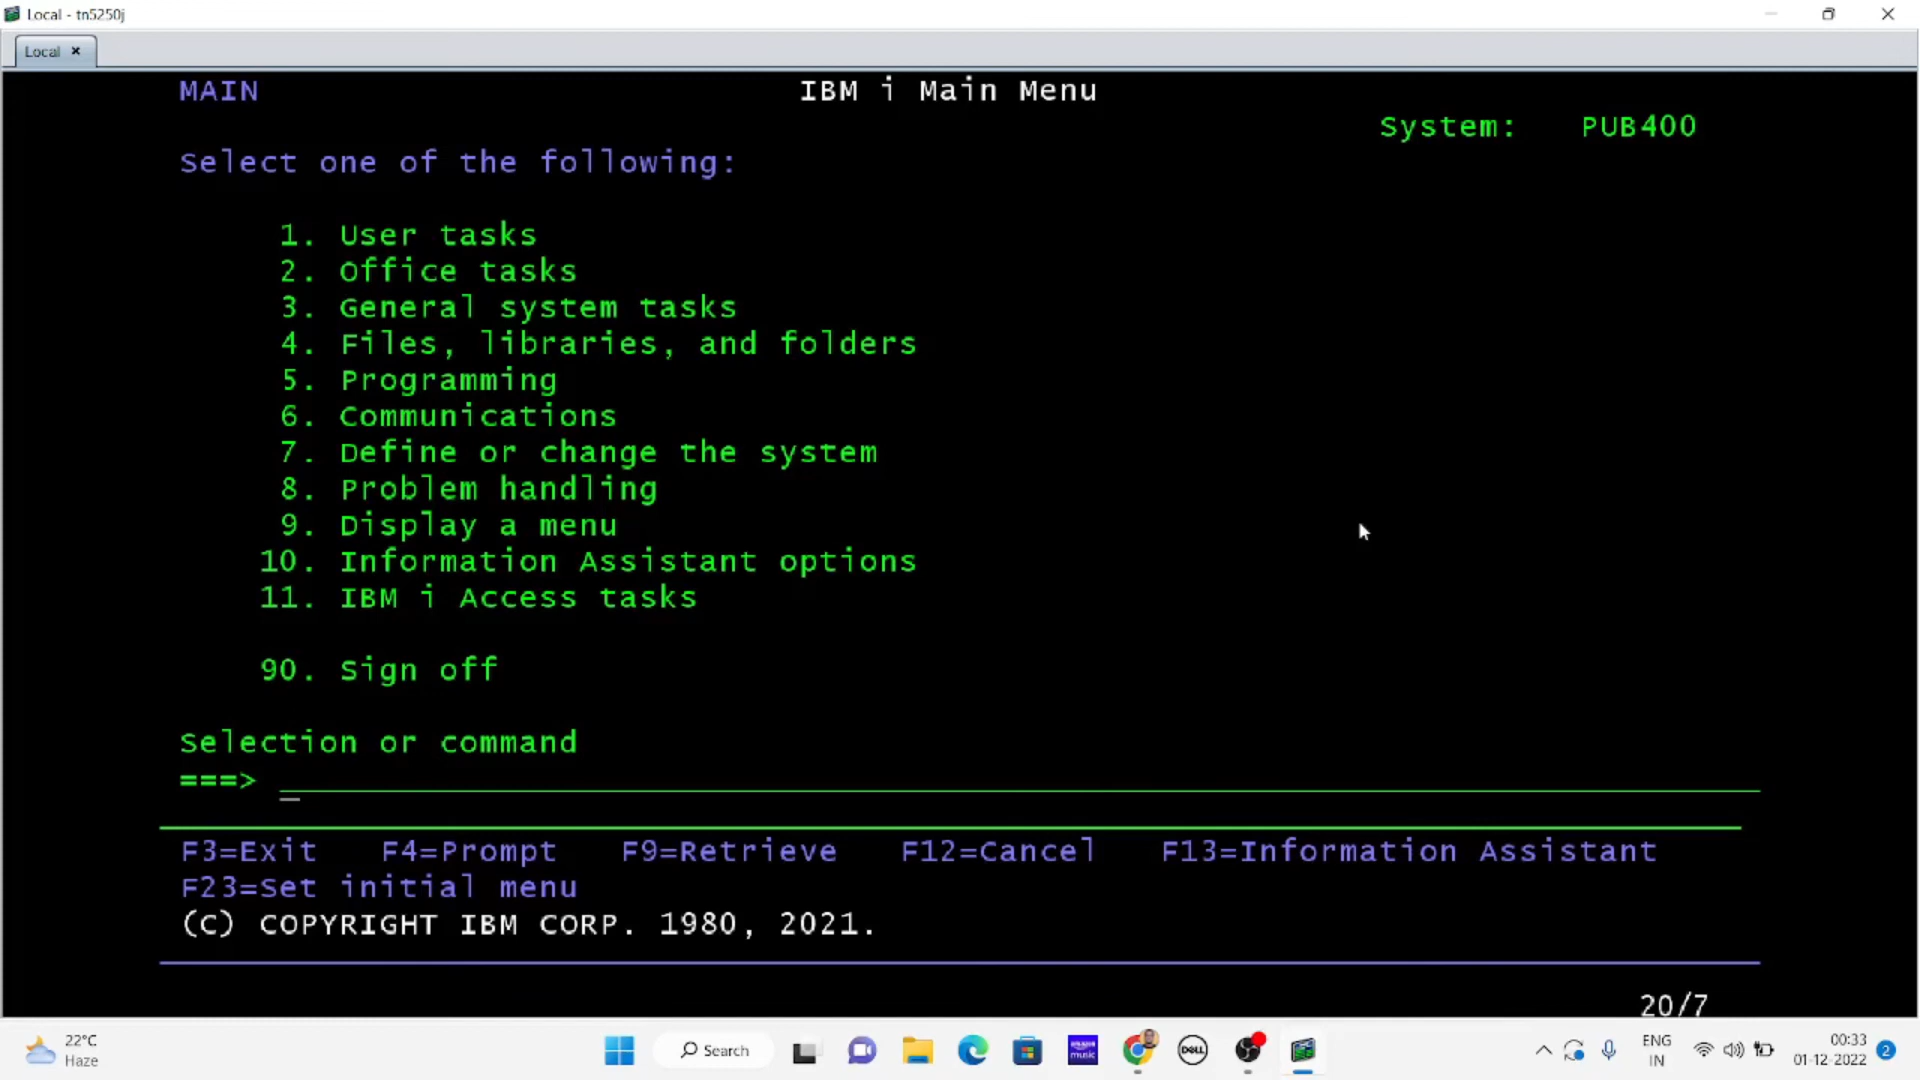 Local - tn5250j
Local ×
MAIN IBM i Main Menu
System: PUB400
Select one of the following:
1. User tasks
2. Office tasks
3. General system tasks
4. Files, libraries, and folders
5. Programming
6. Communications
7. Define or change the system
8. Problem handling
9. Display a menu
10. Information Assistant options
11. IBM i Access tasks
90. Sign off
Selection or command
===>
F3=Exit F4=Prompt F9=Retrieve F12=Cancel F13=Information Assistant
F23=Set initial menu
(C) COPYRIGHT IBM CORP. 1980, 2021.
20/7
22°C
Haze
Search
music
DELL
ENG
IN
00:33
01-12-2022
2